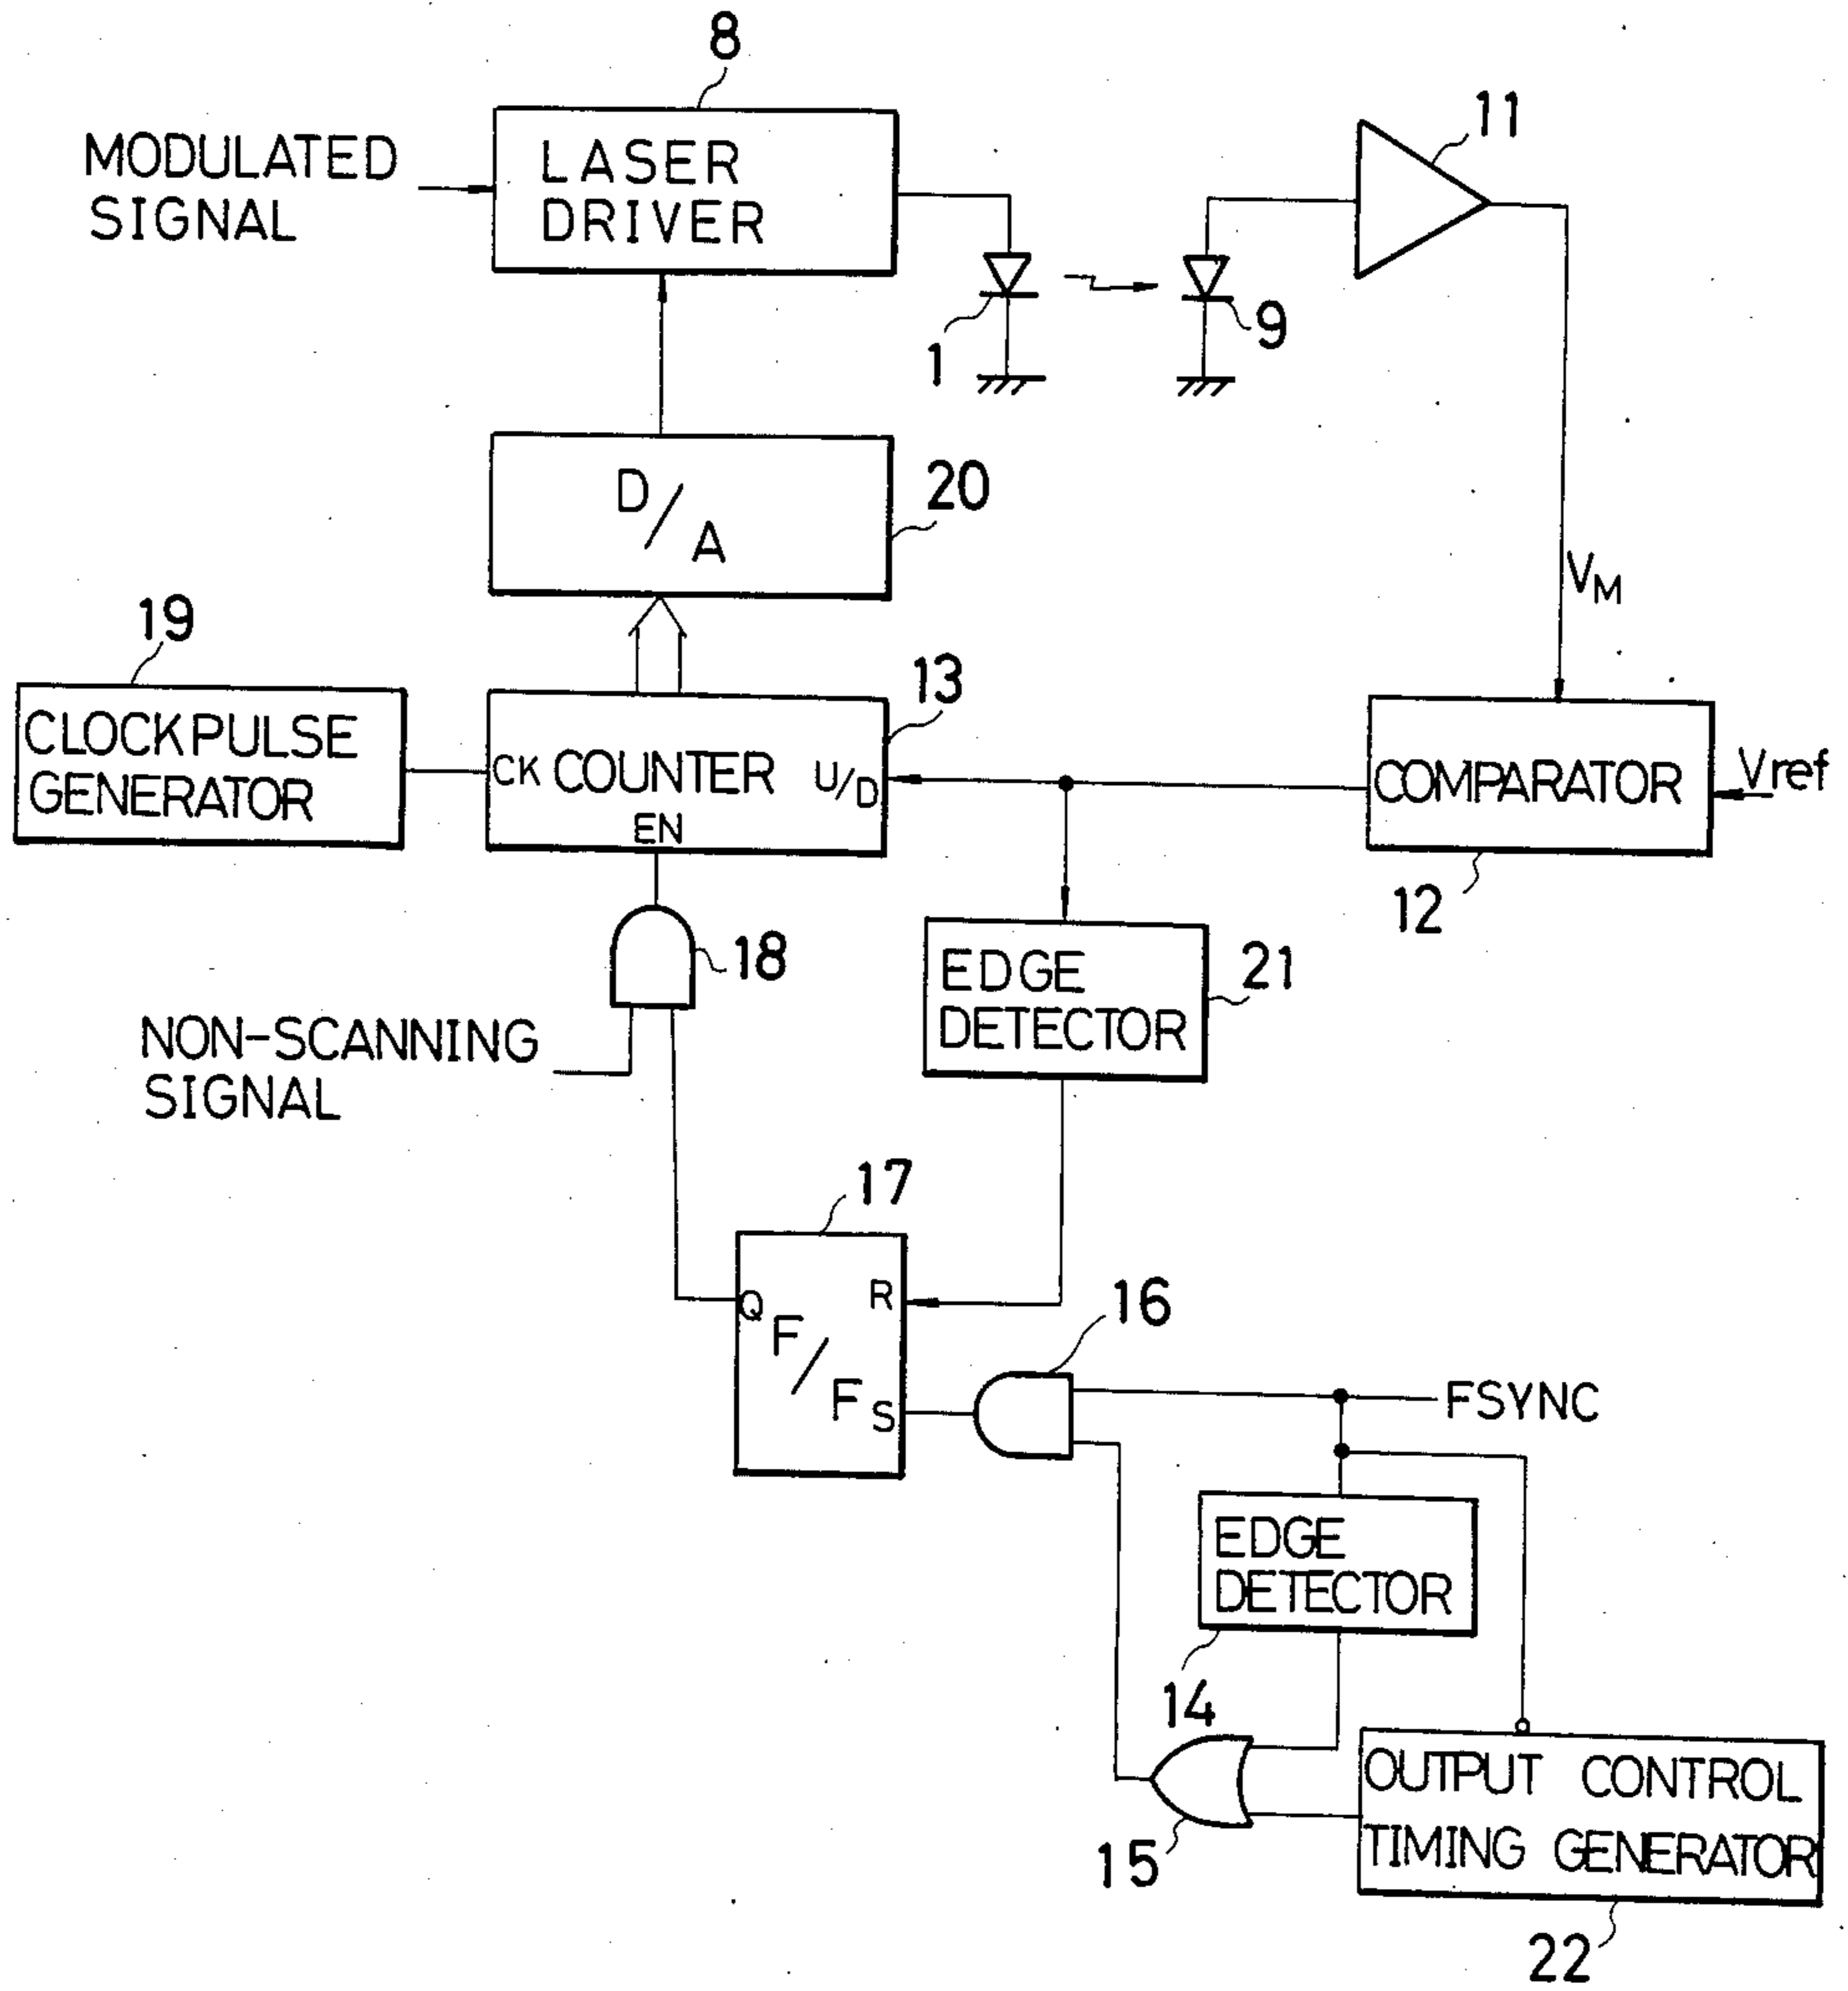 8
MODULATED
SIGNAL
LASER
DRIVER
11
1
9
D/A
20
VM
19
CLOCKPULSE
GENERATOR
13
CK COUNTER U/D
EN
COMPARATOR
Vref
12
18
EDGE
DETECTOR
21
NON-SCANNING
SIGNAL
17
Q
R
F/F
S
16
FSYNC
EDGE
DETECTOR
14
15
OUTPUT CONTROL
TIMING GENERATOR
22